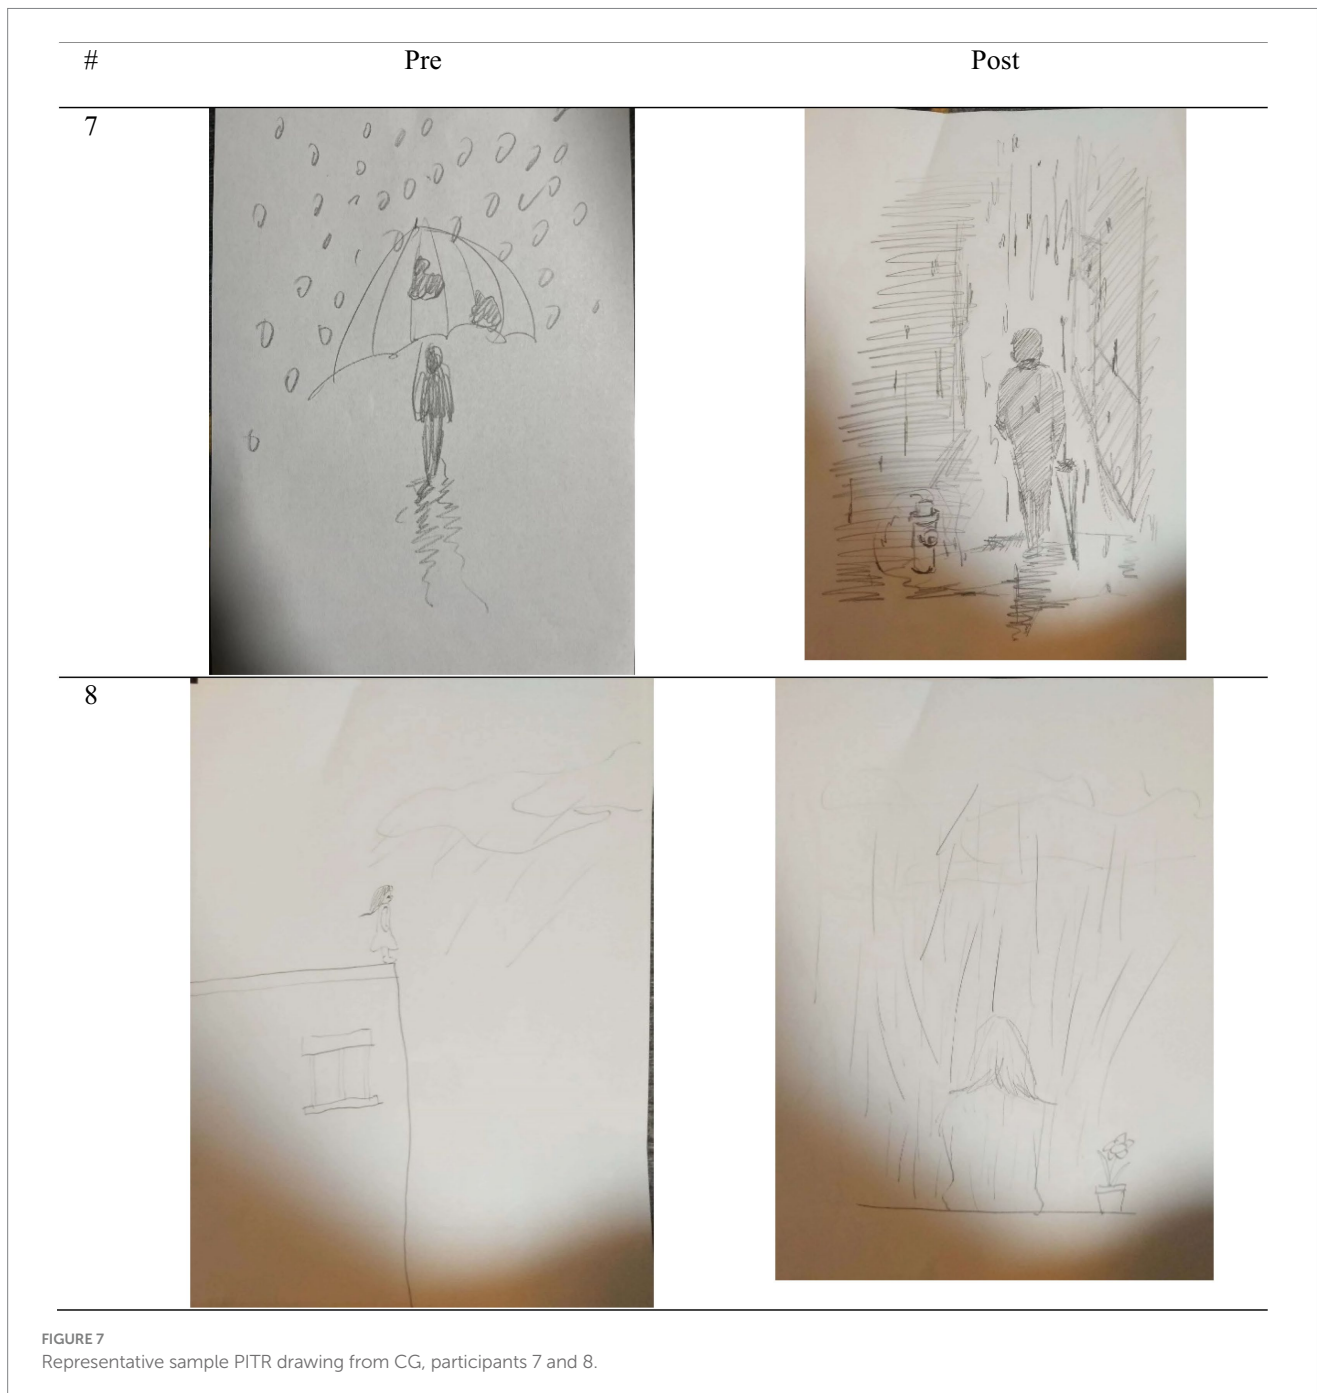 # Pre Post
7
8
FIGURE 7
Representative sample PITR drawing from CG, participants 7 and 8.